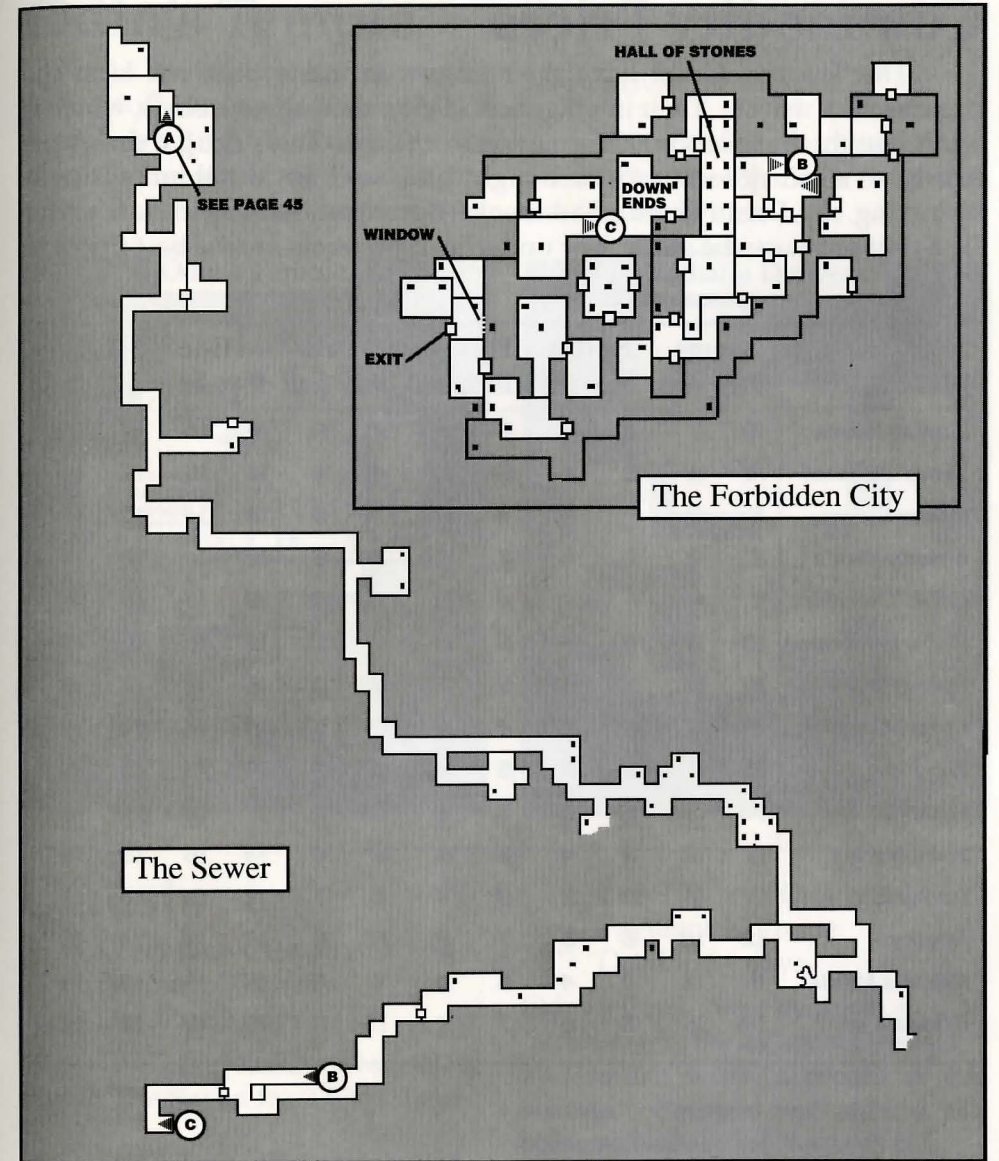 HALL OF STONES
A
B
SEE PAGE 45
DOWN
ENDS
WINDOW
C
EXIT
The Forbidden City
The Sewer
B
C